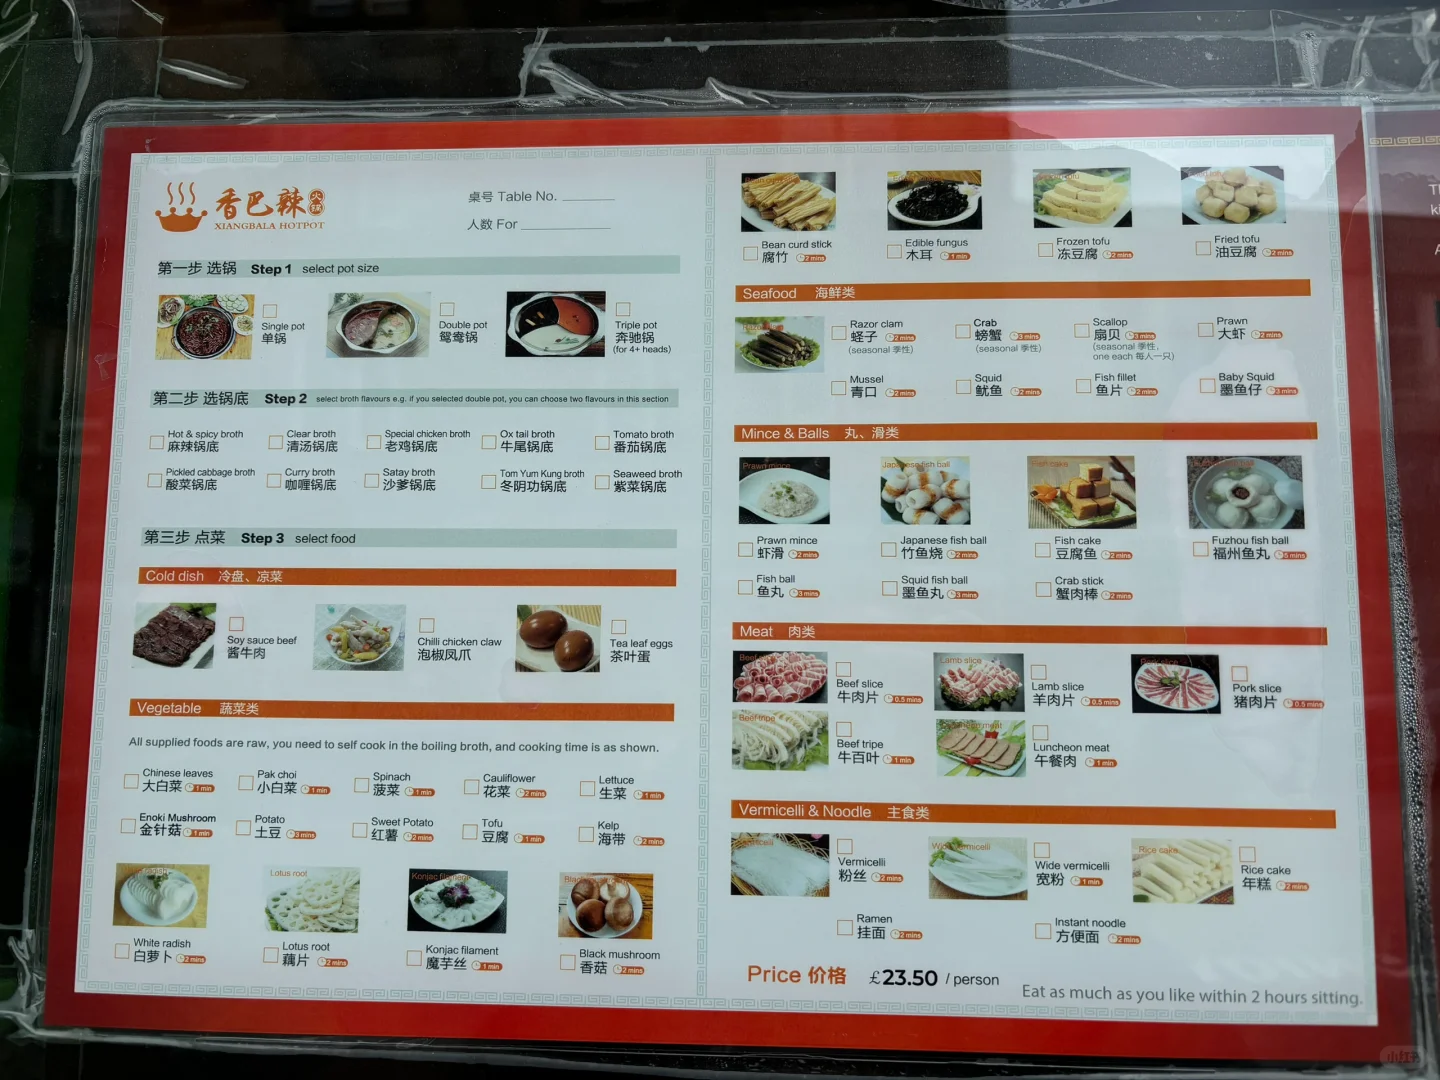 香巴辣 火锅
XIANGBALA HOTPOT
桌号 Table No.
人数 For
第一步 选锅 Step 1 select pot size
Single pot
单锅
Double pot
鸳鸯锅
Triple pot
奔驰锅
(for 4+ heads)
第二步 选锅底 Step 2 select broth flavours e.g. if you selected double pot, you can choose two flavours in this section
Hot & spicy broth
麻辣锅底
Clear broth
清汤锅底
Special chicken broth
老鸡锅底
Ox tail broth
牛尾锅底
Tomato broth
番茄锅底
Pickled cabbage broth
酸菜锅底
Curry broth
咖喱锅底
Satay broth
沙爹锅底
Tom Yum Kung broth
冬阴功锅底
Seaweed broth
紫菜锅底
第三步 点菜 Step 3 select food
Cold dish 冷盘、凉菜
Soy sauce beef
酱牛肉
Chilli chicken claw
泡椒凤爪
Tea leaf eggs
茶叶蛋
Vegetable 蔬菜类
All supplied foods are raw, you need to self cook in the boiling broth, and cooking time is as shown.
Chinese leaves
大白菜 1 min
Pak choi
小白菜 1 min
Spinach
菠菜 1 min
Cauliflower
花菜 2 mins
Lettuce
生菜 1 min
Enoki Mushroom
金针菇 1 min
Potato
土豆 3 mins
Sweet Potato
红薯 2 mins
Tofu
豆腐 1 min
Kelp
海带 2 mins
Lotus root
White radish
白萝卜 2 mins
Lotus root
藕片 2 mins
Konjac filament
魔芋丝 1 min
Black mushroom
香菇 2 mins
Bean curd stick
腐竹 2 mins
Edible fungus
木耳 1 min
Frozen tofu
冻豆腐 2 mins
Fried tofu
油豆腐 2 mins
Seafood 海鲜类
Razor clam
蛏子 2 mins
(seasonal 季性)
Crab
螃蟹 3 mins
(seasonal 季性)
Scallop
扇贝 3 mins
(seasonal 季性,
one each 每人一只)
Prawn
大虾 2 mins
Mussel
青口 2 mins
Squid
鱿鱼 2 mins
Fish fillet
鱼片 2 mins
Baby Squid
墨鱼仔 3 mins
Mince & Balls 丸、滑类
Prawn mince
Japanese fish ball
Fish cake
Prawn mince
虾滑 2 mins
Japanese fish ball
竹鱼烧 2 mins
Fish cake
豆腐鱼 2 mins
Fuzhou fish ball
福州鱼丸 5 mins
Fish ball
鱼丸 3 mins
Squid fish ball
墨鱼丸 3 mins
Crab stick
蟹肉棒 2 mins
Meat 肉类
Lamb slice
Pork slice
Beef slice
牛肉片 0.5 mins
Lamb slice
羊肉片 0.5 mins
Pork slice
猪肉片 0.5 mins
Beef tripe
Beef tripe
牛百叶 1 min
Luncheon meat
午餐肉 1 min
Vermicelli & Noodle 主食类
Rice cake
Vermicelli
粉丝 2 mins
Wide vermicelli
宽粉 1 min
Rice cake
年糕 2 mins
Ramen
挂面 2 mins
Instant noodle
方便面 2 mins
Price 价格 £23.50 / person
Eat as much as you like within 2 hours sitting.
小红书